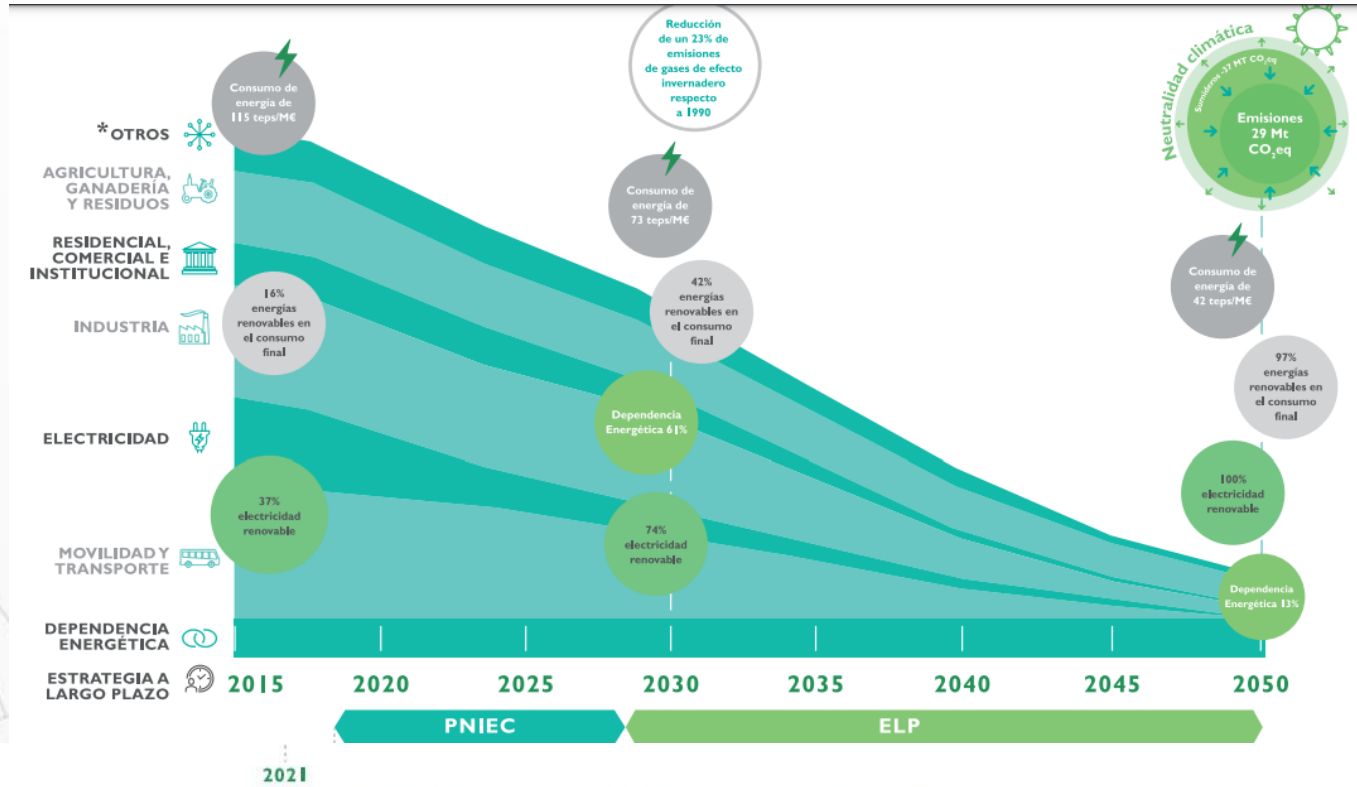 Reducción
de un 23% de
emisiones
de gases de efecto
invernadero
respecto
a 1990
Neutralidad climática
Sumideros -37 MT CO₂eq
Emisiones
29 Mt
CO₂eq
Consumo de
energía de
115 teps/M€
Consumo de
energía de
73 teps/M€
Consumo de
energía de
42 teps/M€
*OTROS
AGRICULTURA,
GANADERÍA
Y RESIDUOS
RESIDENCIAL,
COMERCIAL E
INSTITUCIONAL
INDUSTRIA
ELECTRICIDAD
MOVILIDAD Y
TRANSPORTE
16%
energías
renovables en
el consumo
final
42%
energías
renovables en
el consumo
final
97%
energías
renovables en
el consumo
final
Dependencia
Energética 61%
37%
electricidad
renovable
74%
electricidad
renovable
100%
electricidad
renovable
Dependencia
Energética 13%
DEPENDENCIA
ENERGÉTICA
ESTRATEGIA A
LARGO PLAZO
2015 2020 2025 2030 2035 2040 2045 2050
PNIEC ELP
2021